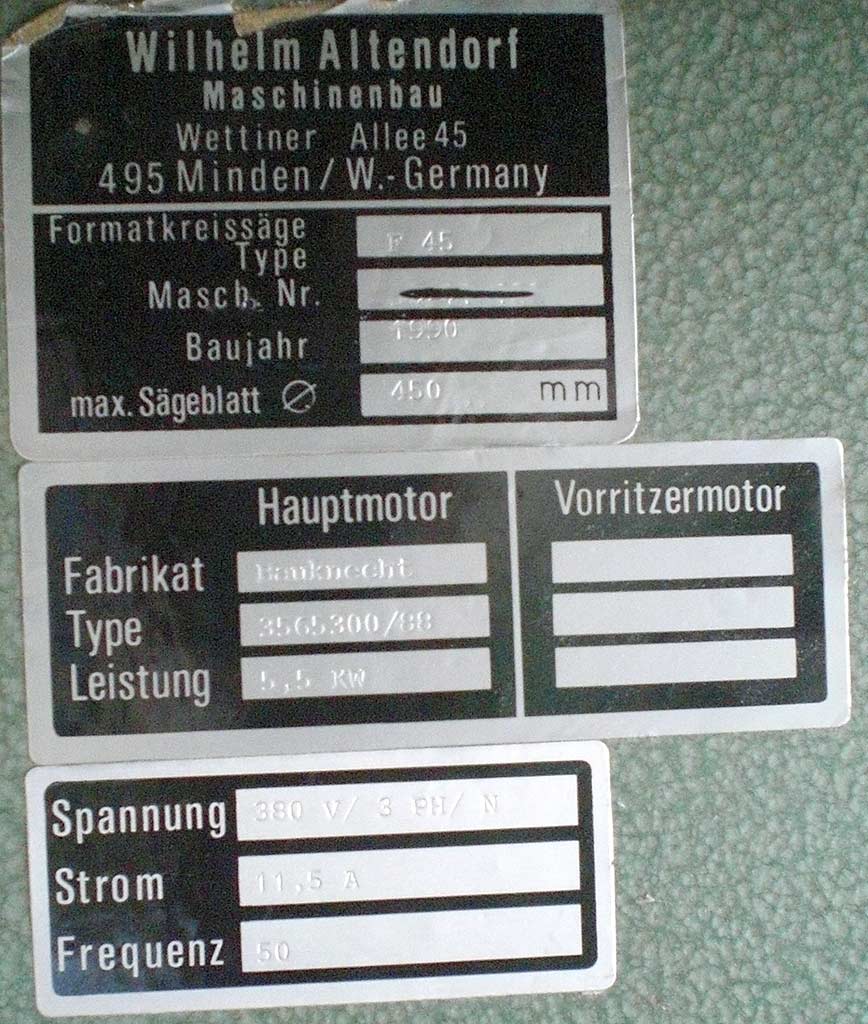 Wilhelm Altendorf
Maschinenbau
Wettiner Allee 45
495 Minden / W.-Germany
Formatkreissäge
Type F 45
Masch. Nr.
Baujahr 1990
max. Sägeblatt ⌀ 450 mm
Hauptmotor Vorritzermotor
Fabrikat Bauknecht
Type 3565300/88
Leistung 5,5 KW
Spannung 380 V/ 3 PH/ N
Strom 11,5 A
Frequenz 50